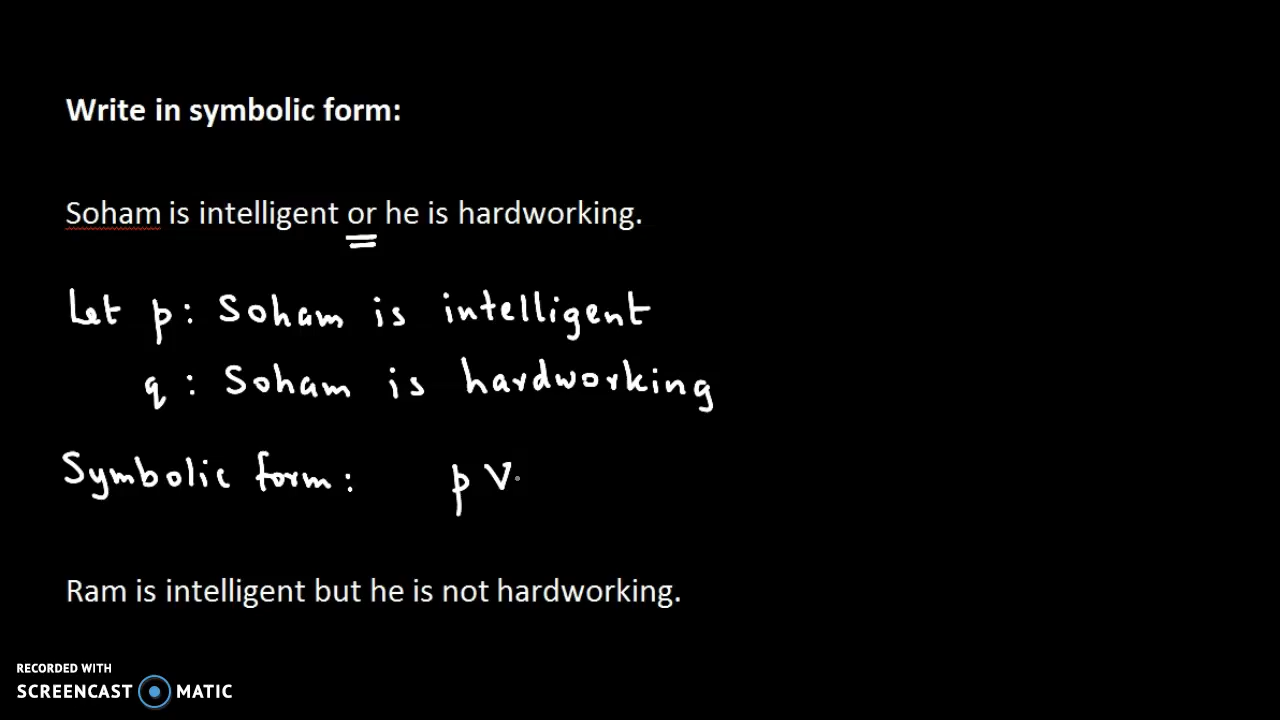 Write in symbolic form:
Soham is intelligent or he is hardworking.
Let p: Soham is intelligent
q: Soham is hardworking
Symbolic form: p ∨
Ram is intelligent but he is not hardworking.
RECORDED WITH
SCREENCAST MATIC